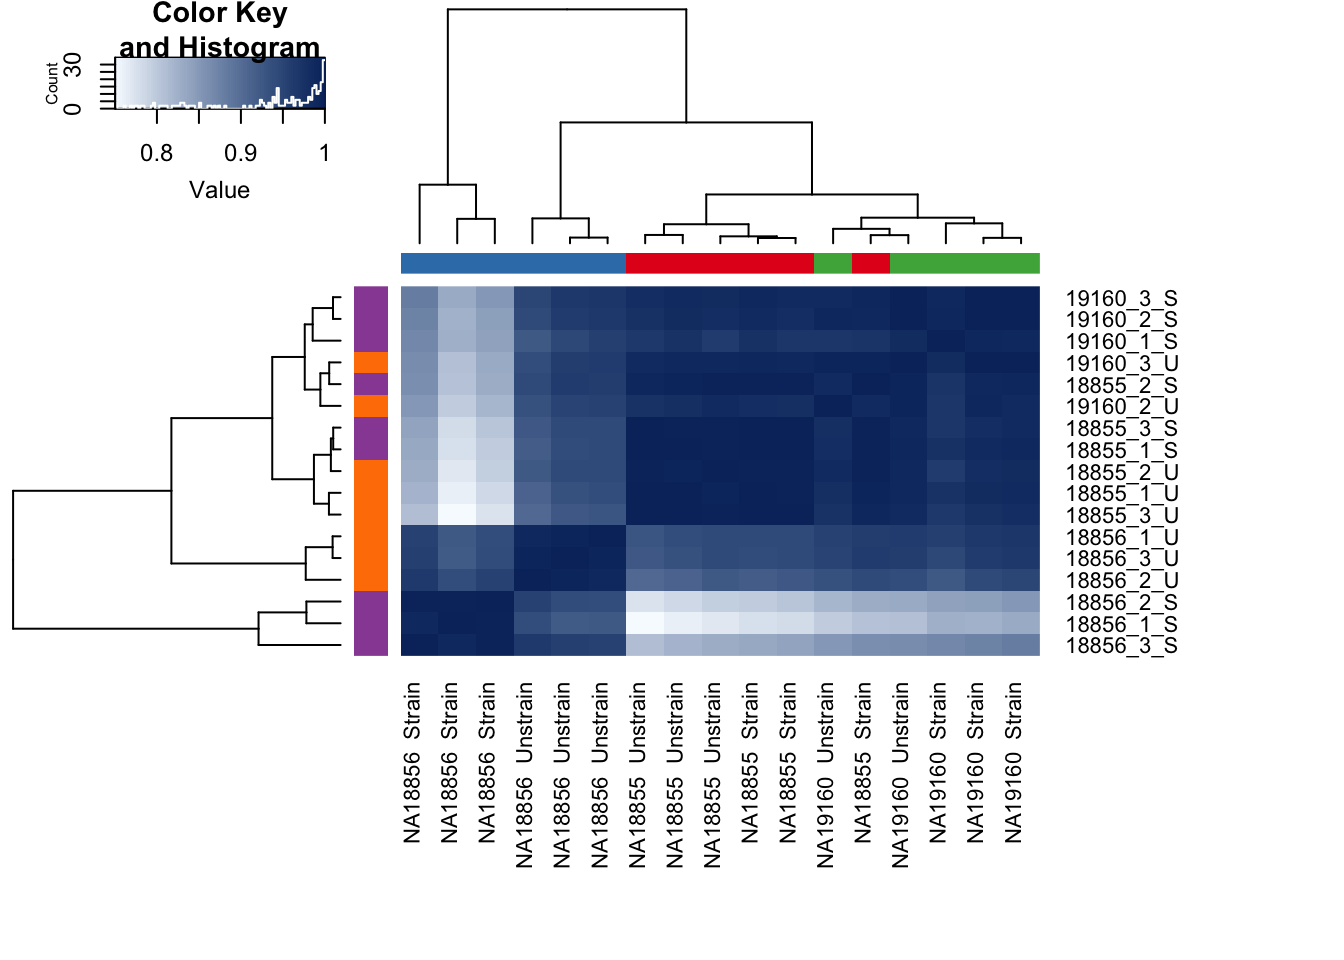 Color Key
and Histogram
Count
0 30
0.8 0.9 1
Value
19160_3_S
19160_2_S
19160_1_S
19160_3_U
18855_2_S
19160_2_U
18855_3_S
18855_1_S
18855_2_U
18855_1_U
18855_3_U
18856_1_U
18856_3_U
18856_2_U
18856_2_S
18856_1_S
18856_3_S
NA18856 Strain
NA18856 Strain
NA18856 Strain
NA18856 Unstrain
NA18856 Unstrain
NA18856 Unstrain
NA18855 Unstrain
NA18855 Unstrain
NA18855 Unstrain
NA18855 Strain
NA18855 Strain
NA19160 Unstrain
NA18855 Strain
NA19160 Unstrain
NA19160 Strain
NA19160 Strain
NA19160 Strain